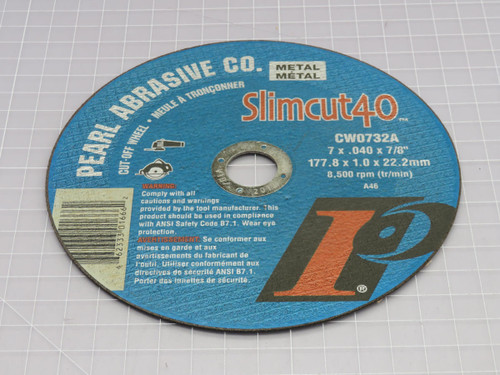 PEARL ABRASIVE CO.
CUT-OFF WHEEL • MEULE À TRONÇONNER
METAL
MÉTAL
Slimcut40™
CW0732A
7 x .040 x 7/8"
177.8 x 1.0 x 22.2mm
8,500 rpm (tr/min)
A46
WARNING:
Comply with all
cautions and warnings
provided by the tool manufacturer. This
product should be used in compliance
with ANSI Safety Code B7.1. Wear eye
protection.
AVERTISSEMENT: Se conformer aux
mises en garde et aux
avertissements du fabricant de
l'outil. Utiliser conformément aux
directives de sécurité ANSI B7.1.
Porter des lunettes de sécurité.
P
®